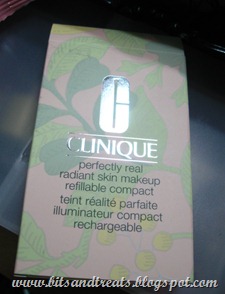 CLINIQUE
perfectly real
radiant skin makeup
refillable compact
teint réalité parfaite
illuminateur compact
rechargeable
www.bitsandtreats.blogspot.com